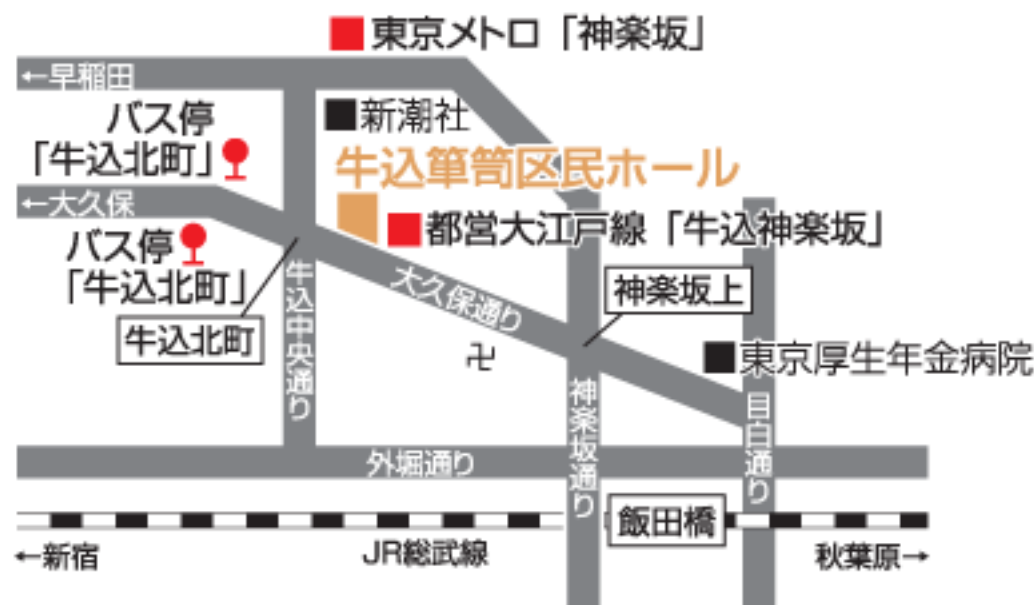 ■東京メトロ「神楽坂」
←早稲田
バス停
「牛込北町」
■新潮社
牛込箪笥区民ホール
←大久保
■都営大江戸線「牛込神楽坂」
バス停
「牛込北町」
牛込北町
牛込中央通り
大久保通り
神楽坂上
卍
■東京厚生年金病院
神楽坂通り
目白通り
外堀通り
飯田橋
←新宿
JR総武線
秋葉原→